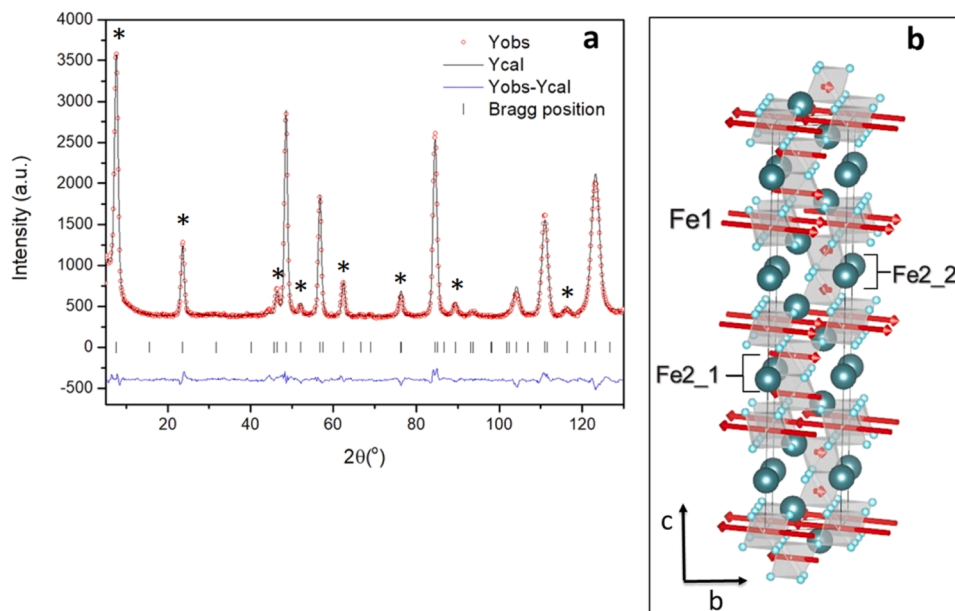 a
Yobs
Ycal
Yobs-Ycal
Bragg position
4000
3500
3000
2500
2000
1500
1000
500
0
-500
Intensity (a.u.)
* * * * * * * *
20
40
60
80
100
120
2θ(°)
b
Fe1
Fe2_2
Fe2_1
c
b